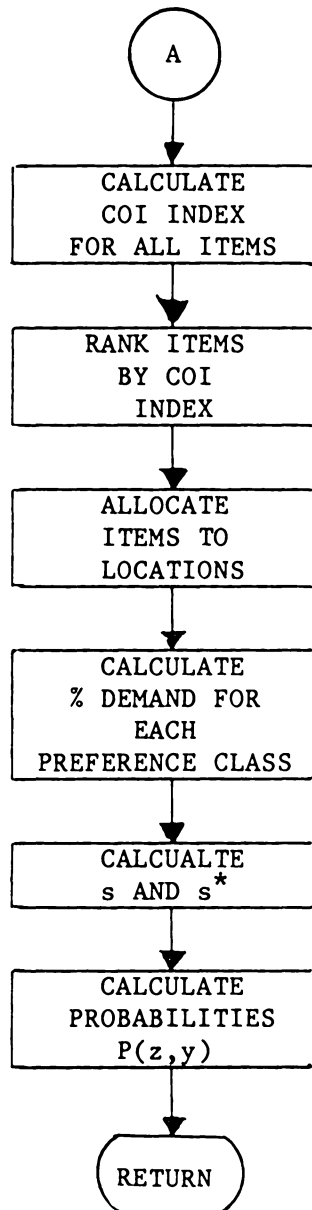 A
CALCULATE
COI INDEX
FOR ALL ITEMS
RANK ITEMS
BY COI
INDEX
ALLOCATE
ITEMS TO
LOCATIONS
CALCULATE
% DEMAND FOR
EACH
PREFERENCE CLASS
CALCUALTE
s AND s*
CALCULATE
PROBABILITIES
P(z,y)
RETURN